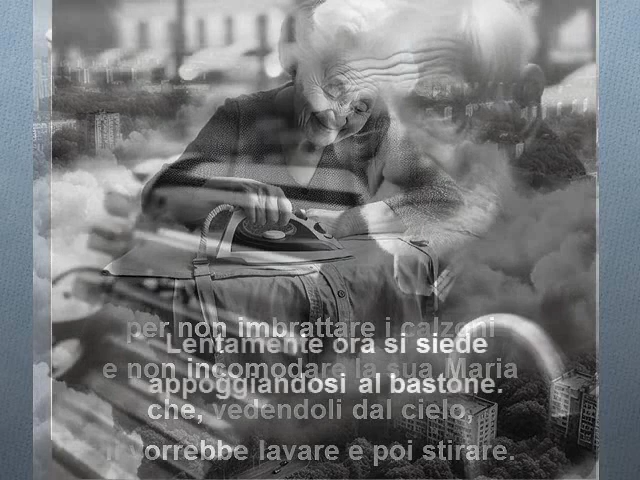 per non imbrattare i calzoni
Lentamente ora si siede
e non incomodare la sua Maria
appoggiandosi al bastone.
che, vedendoli dal cielo,
li vorrebbe lavare e poi stirare.